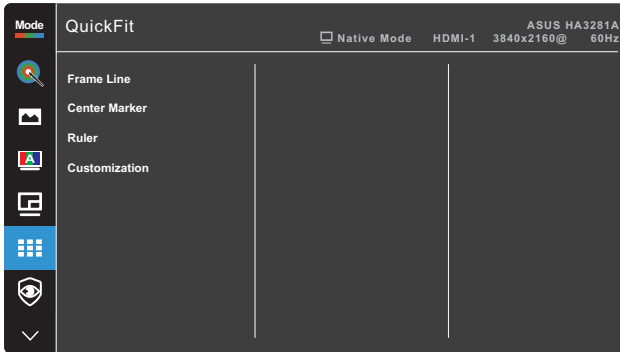 Mode
QuickFit
ASUS HA3281A
Native Mode HDMI-1 3840x2160@ 60Hz
Frame Line
Center Marker
Ruler
Customization
A